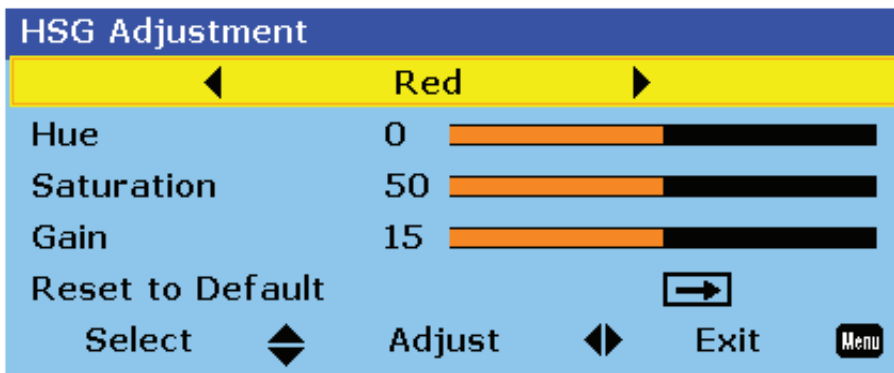 HSG Adjustment
Red
Hue 0
Saturation 50
Gain 15
Reset to Default
Select Adjust Exit Menu